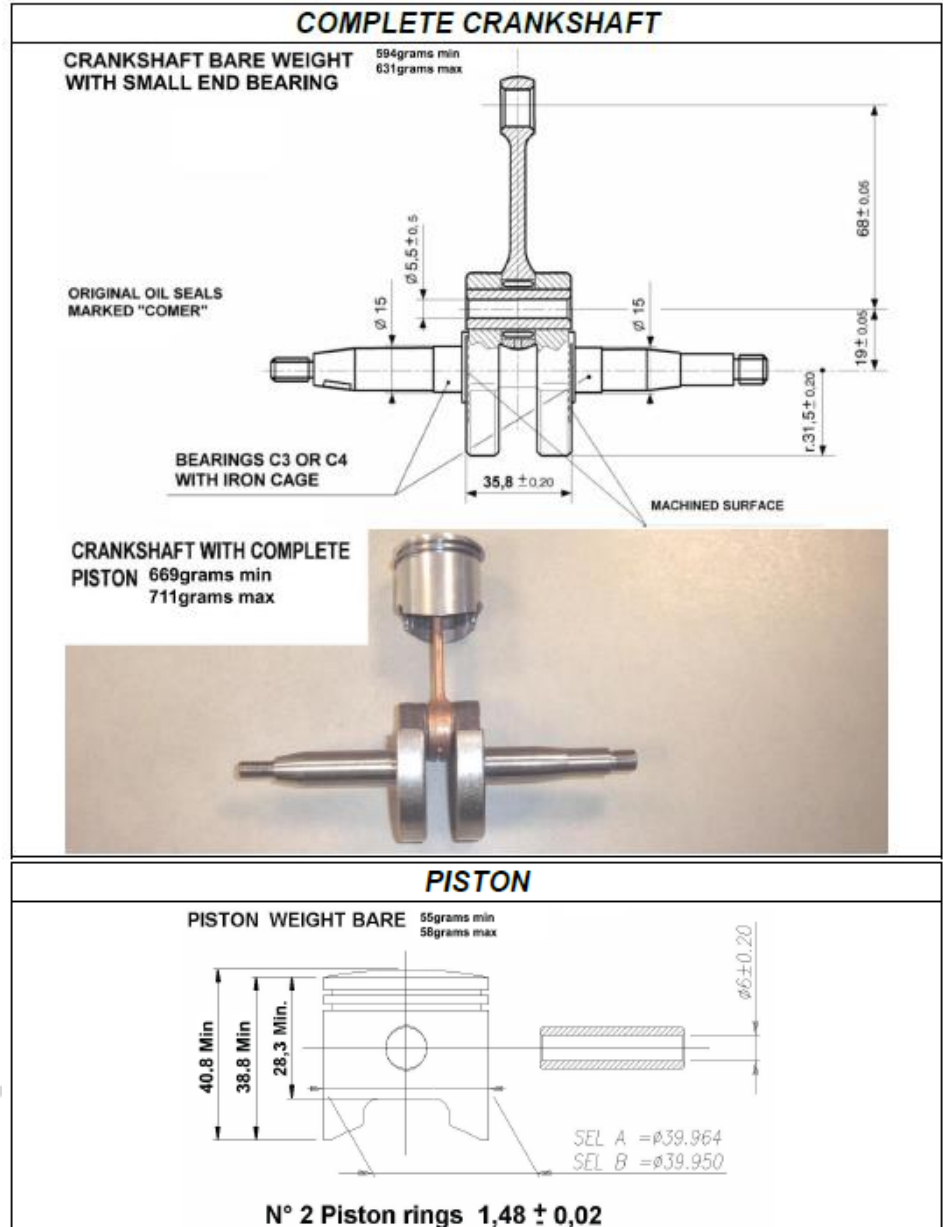 COMPLETE CRANKSHAFT
CRANKSHAFT BARE WEIGHT 594grams min
WITH SMALL END BEARING 631grams max
68± 0,05
Ø 5,5 ± 0, 5
ORIGINAL OIL SEALS
MARKED "COMER"
Ø 15
Ø 15
19± 0,05
r.31,5 ± 0,20
BEARINGS C3 OR C4
WITH IRON CAGE
35,8 ± 0,20
MACHINED SURFACE
CRANKSHAFT WITH COMPLETE
PISTON 669grams min
711grams max
PISTON
PISTON WEIGHT BARE 55grams min
58grams max
40.8 Min
38.8 Min
28,3 Min.
ø6±0.20
SEL A =ø39.964
SEL B =ø39.950
N° 2 Piston rings 1,48 ± 0,02